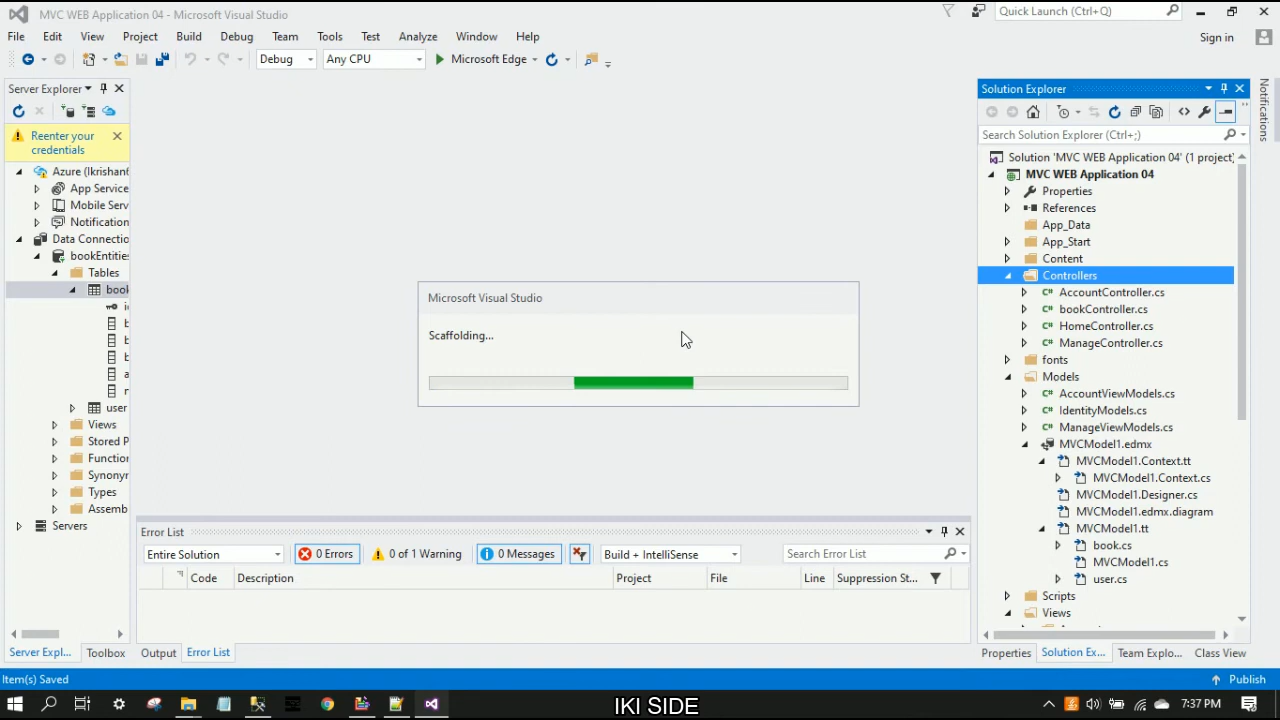 MVC WEB Application 04 - Microsoft Visual Studio
Quick Launch (Ctrl+Q)
File Edit View Project Build Debug Team Tools Test Analyze Window Help
Sign in
Debug Any CPU Microsoft Edge
Server Explorer
Reenter your
credentials
Azure (lkrishan
App Service
Mobile Serv
Notification
Data Connectio
bookEntities
Tables
book
i
b
b
b
a
n
user
Views
Stored P
Function
Synonym
Types
Assemb
Servers
Server Expl... Toolbox
Microsoft Visual Studio
Scaffolding...
Error List
Entire Solution 0 Errors 0 of 1 Warning 0 Messages Build + IntelliSense Search Error List
Code Description Project File Line Suppression St...
Output Error List
Solution Explorer
Search Solution Explorer (Ctrl+;)
Solution 'MVC WEB Application 04' (1 project)
MVC WEB Application 04
Properties
References
App_Data
App_Start
Content
Controllers
AccountController.cs
bookController.cs
HomeController.cs
ManageController.cs
fonts
Models
AccountViewModels.cs
IdentityModels.cs
ManageViewModels.cs
MVCModel1.edmx
MVCModel1.Context.tt
MVCModel1.Context.cs
MVCModel1.Designer.cs
MVCModel1.edmx.diagram
MVCModel1.tt
book.cs
MVCModel1.cs
user.cs
Scripts
Views
Properties Solution Ex... Team Explo... Class View
Notifications
Item(s) Saved
Publish
IKI SIDE
7:37 PM